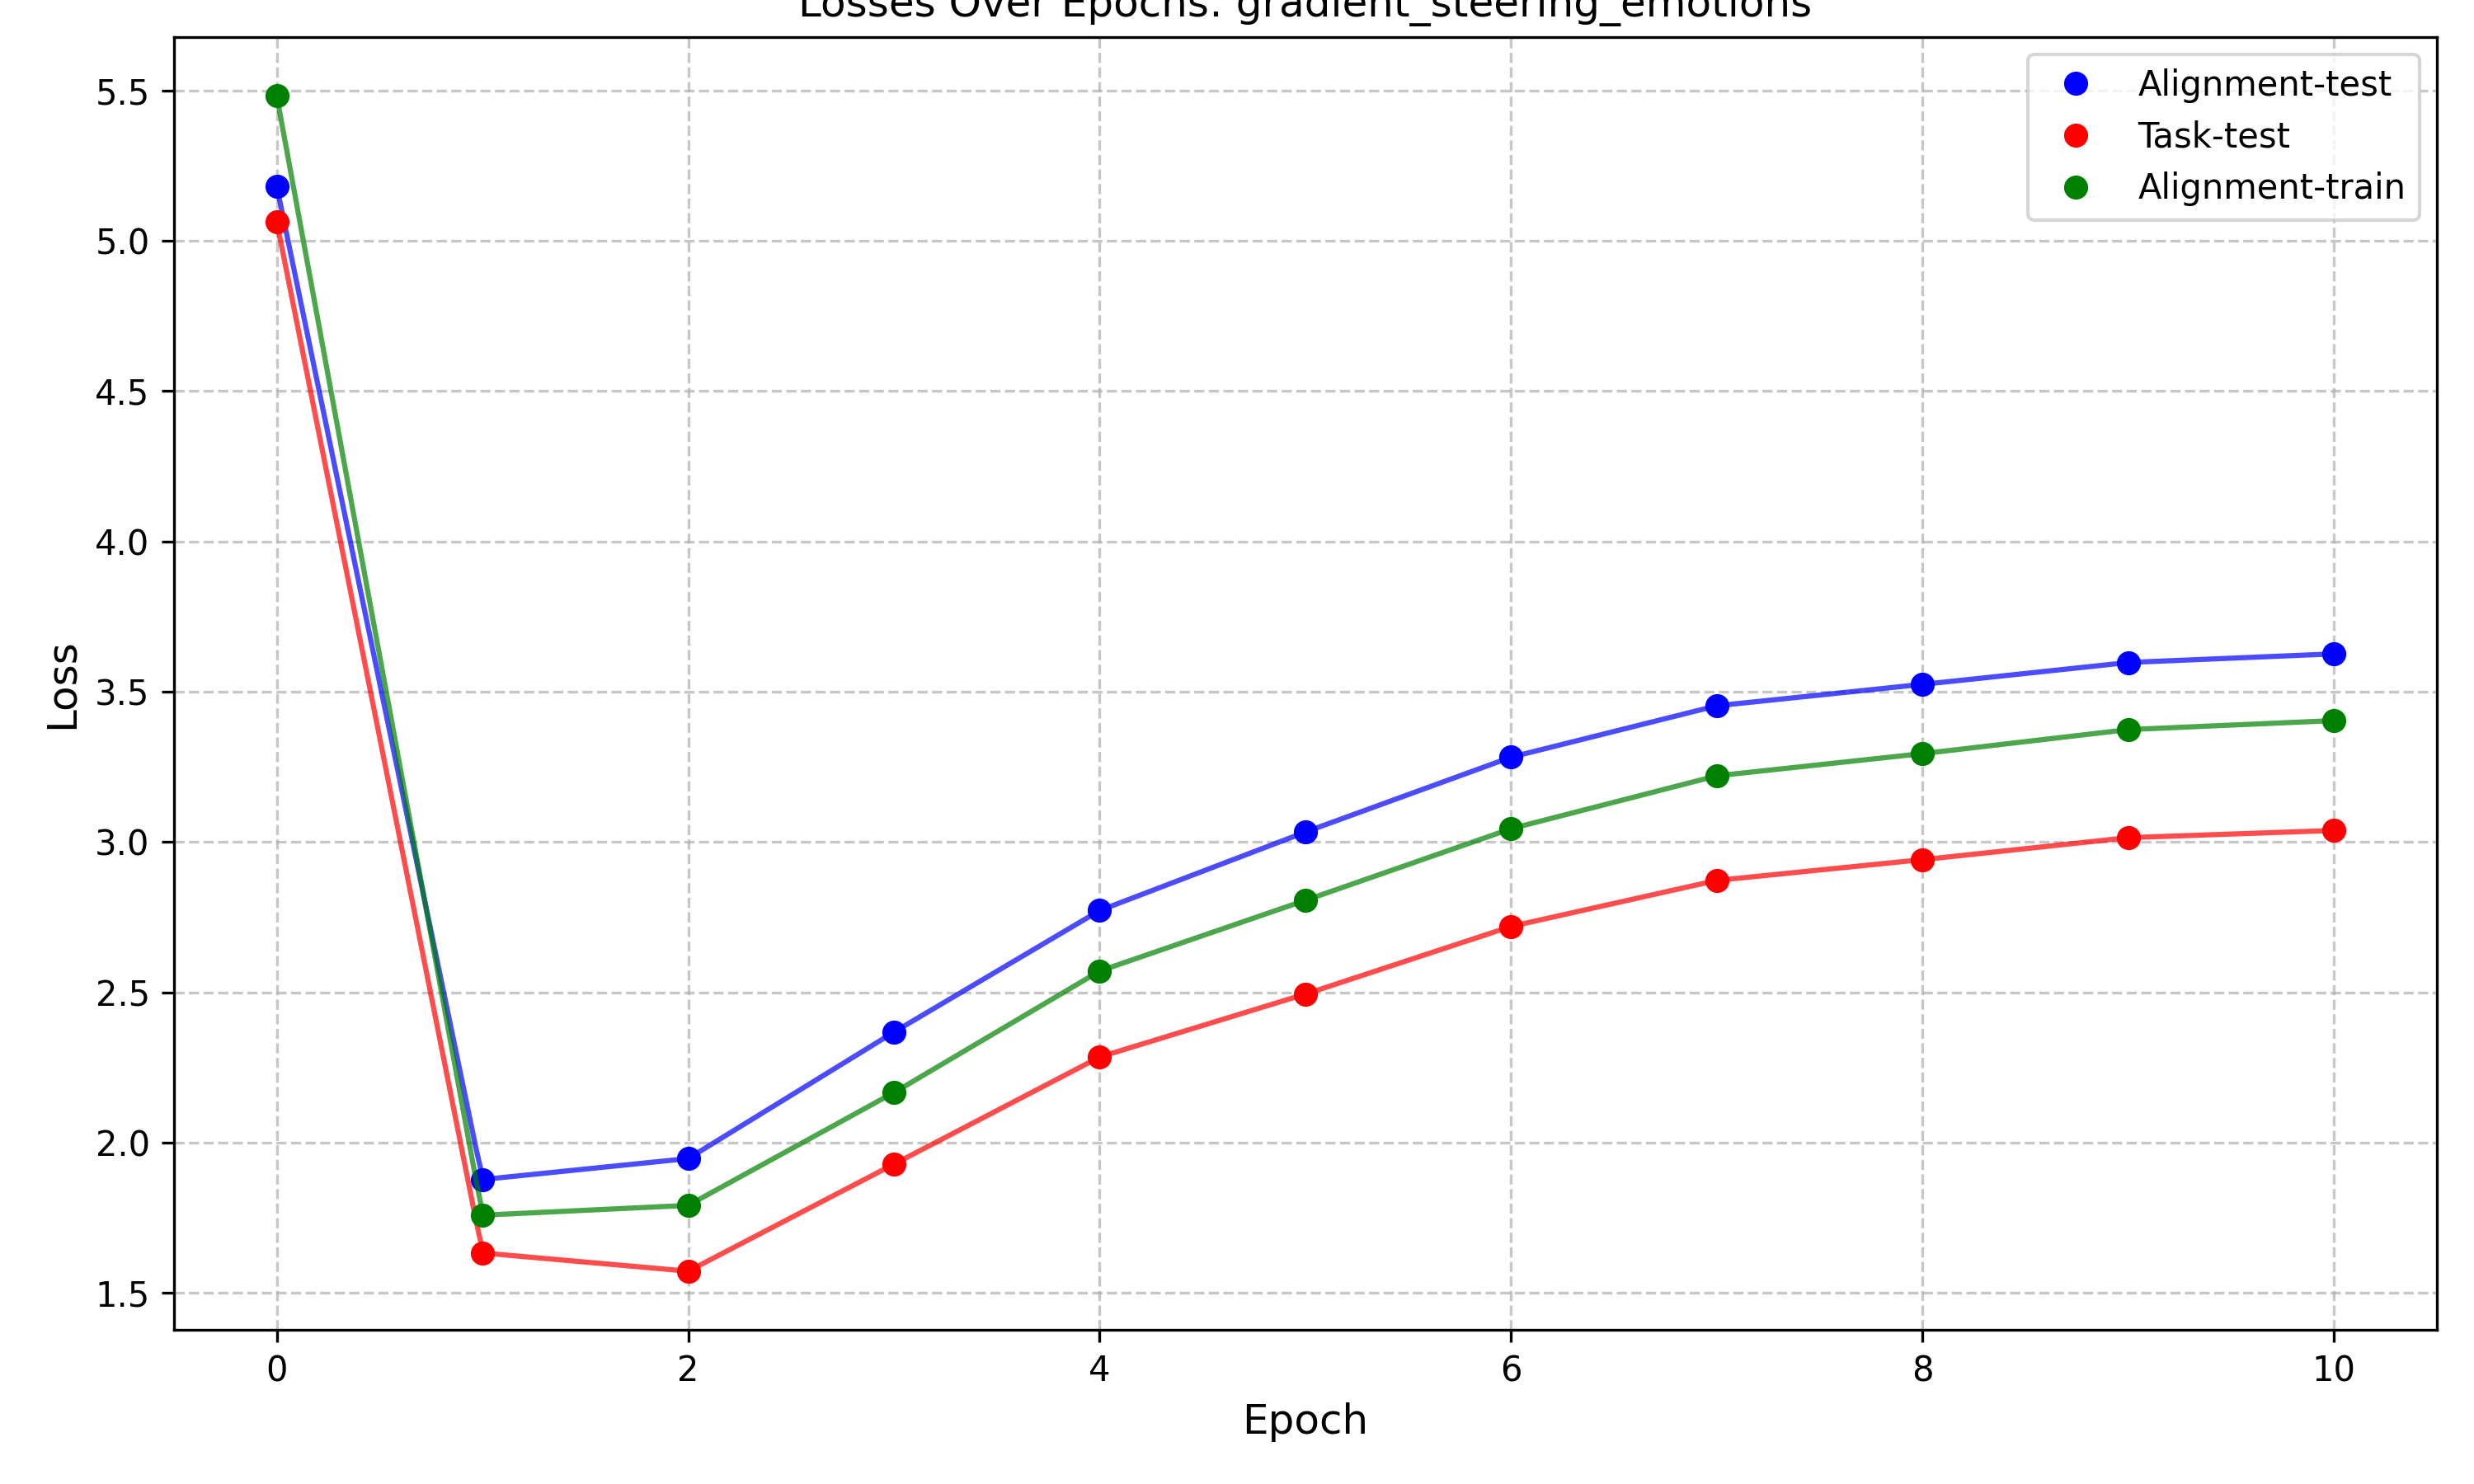 Losses Over Epochs: gradient_steering_emotions
Alignment-test
Task-test
Alignment-train
5.5
5.0
4.5
4.0
3.5
3.0
2.5
2.0
1.5
Loss
0 2 4 6 8 10
Epoch